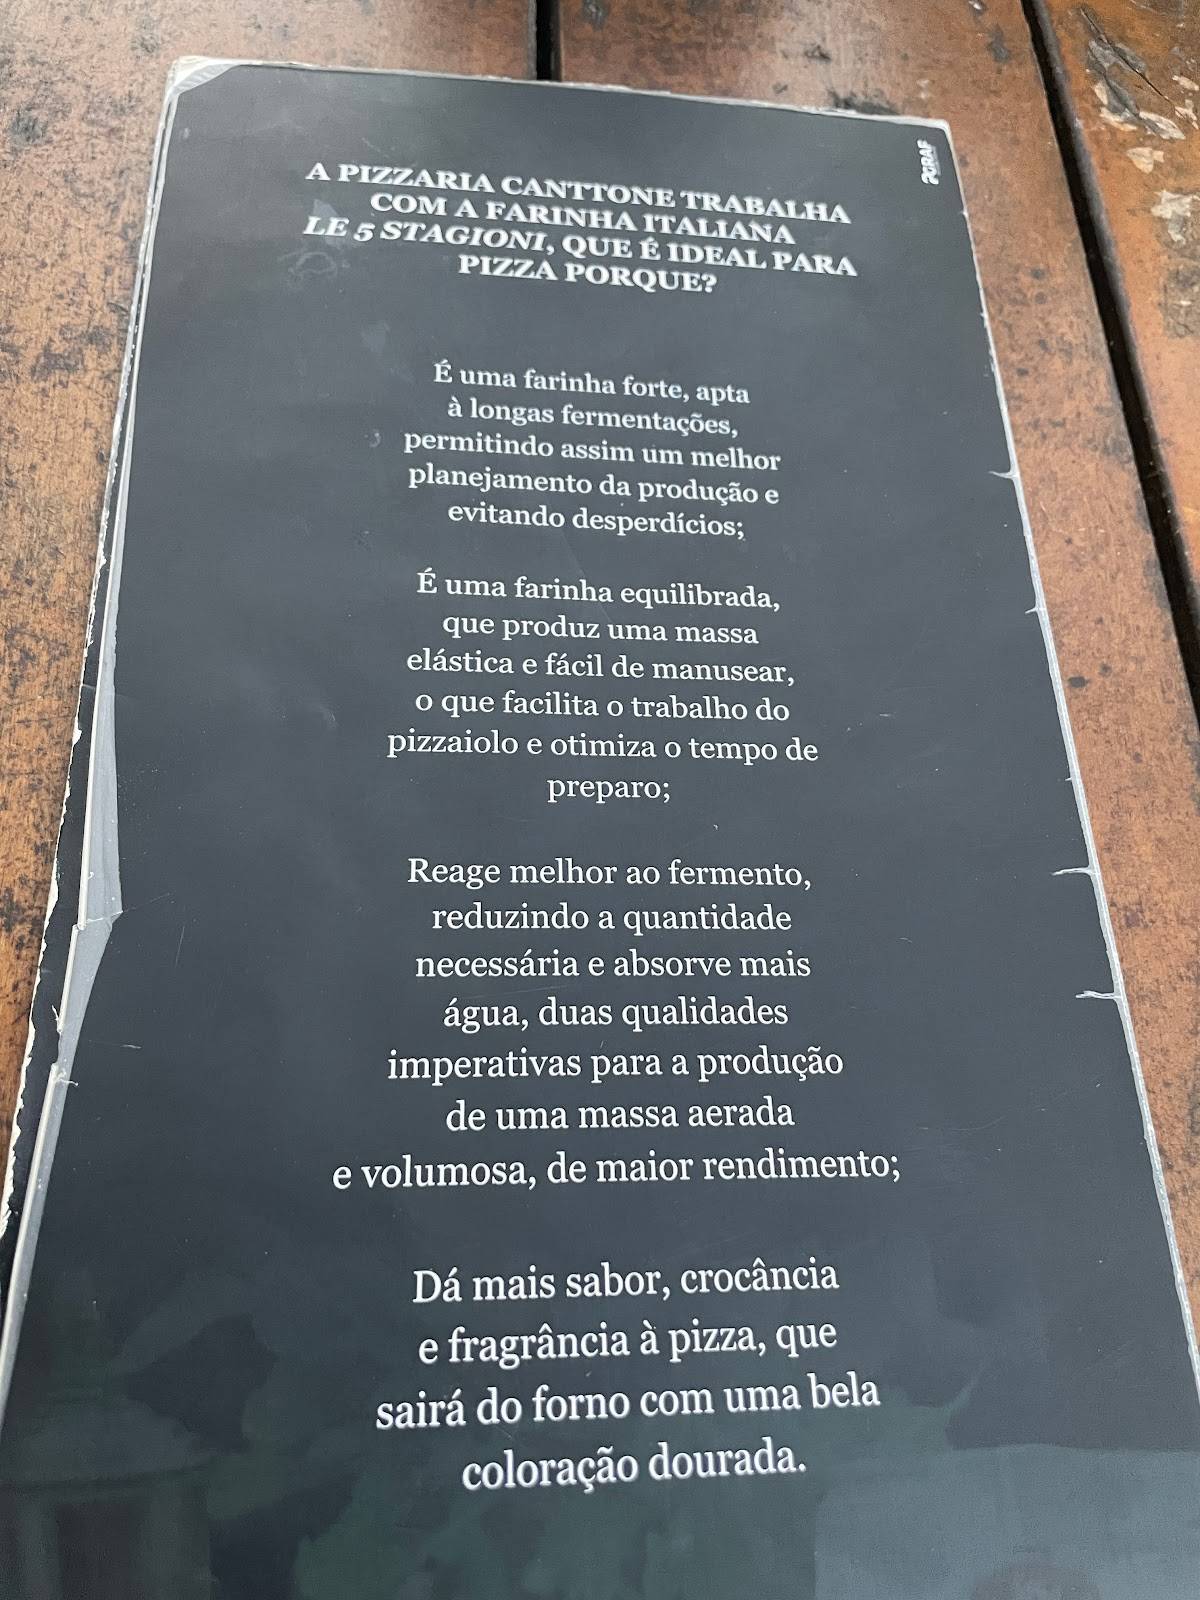 GRAF
A PIZZARIA CANTTONE TRABALHA
COM A FARINHA ITALIANA
LE 5 STAGIONI, QUE É IDEAL PARA
PIZZA PORQUE?
É uma farinha forte, apta
à longas fermentações,
permitindo assim um melhor
planejamento da produção e
evitando desperdícios;
É uma farinha equilibrada,
que produz uma massa
elástica e fácil de manusear,
o que facilita o trabalho do
pizzaiolo e otimiza o tempo de
preparo;
Reage melhor ao fermento,
reduzindo a quantidade
necessária e absorve mais
água, duas qualidades
imperativas para a produção
de uma massa aerada
e volumosa, de maior rendimento;
Dá mais sabor, crocância
e fragrância à pizza, que
sairá do forno com uma bela
coloração dourada.